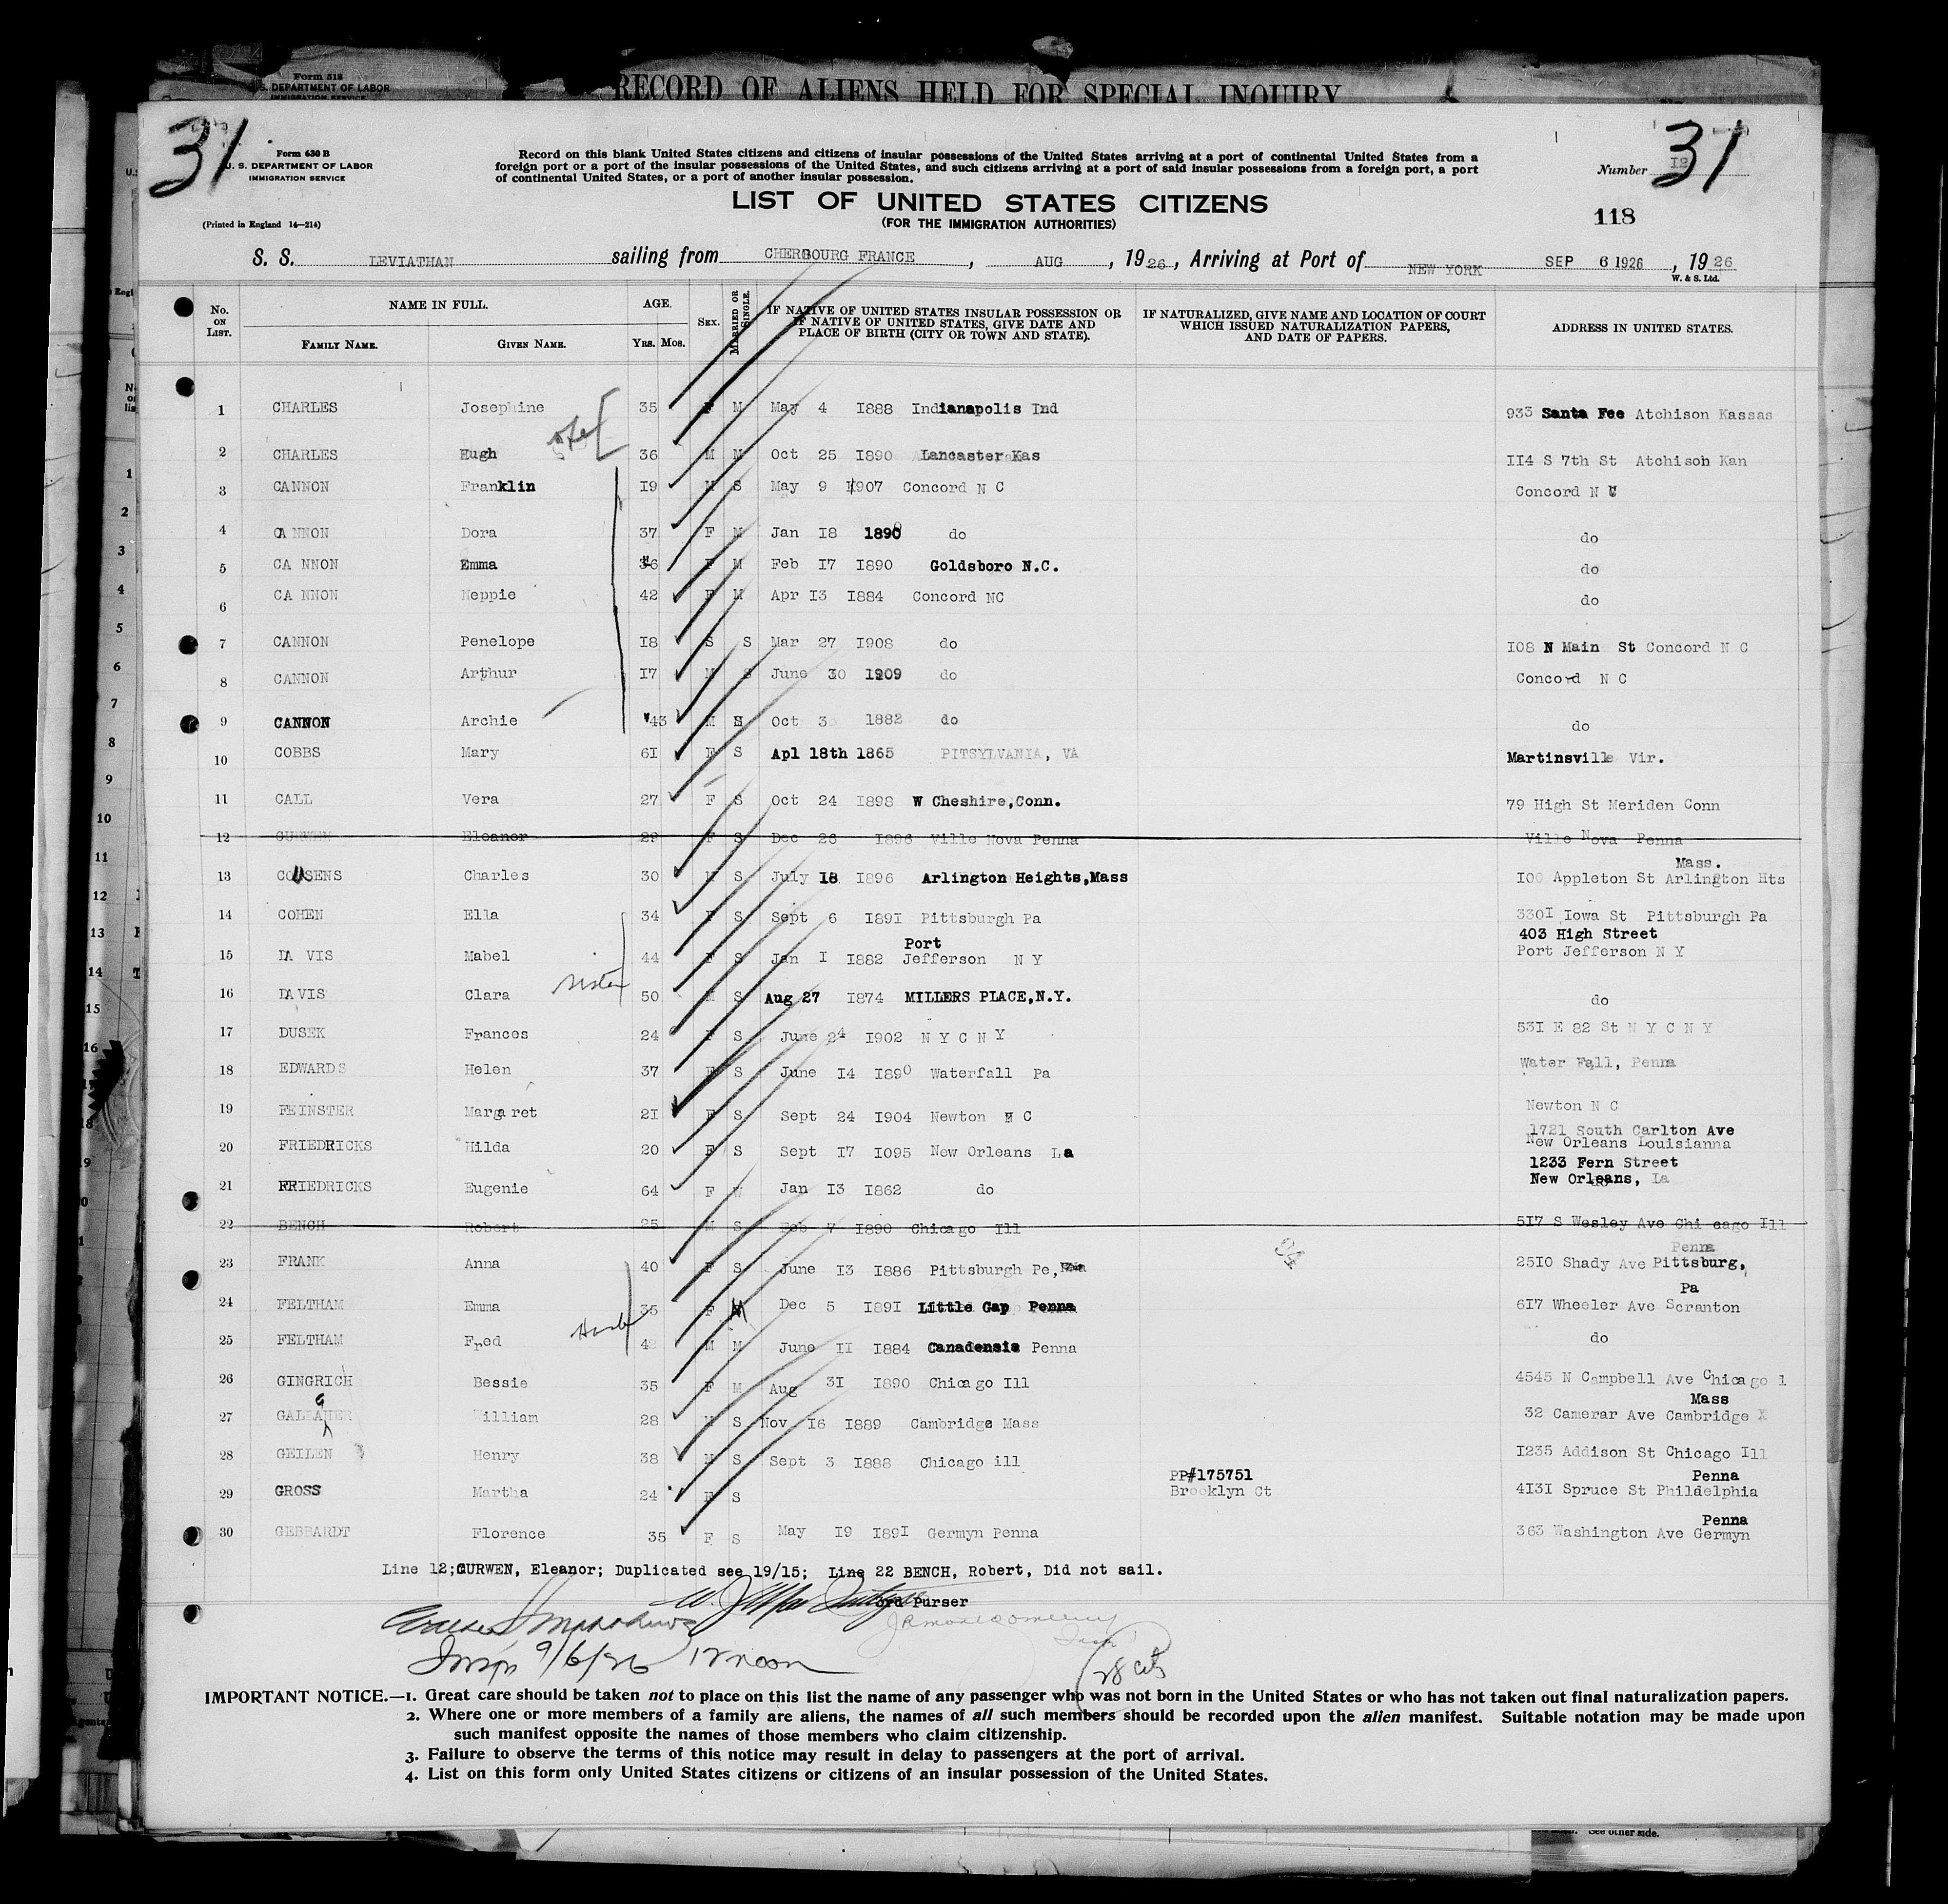 Form 518
U. S. DEPARTMENT OF LABOR
IMMIGRATION SERVICE
RECORD OF ALIENS HELD FOR SPECIAL INQUIRY
31
31
Form 630 B
U. S. DEPARTMENT OF LABOR
IMMIGRATION SERVICE
(Printed in England 14—214)
Record on this blank United States citizens and citizens of insular possessions of the United States arriving at a port of continental United States from a
foreign port or a port of the insular possessions of the United States, and such citizens arriving at a port of said insular possessions from a foreign port, a port
of continental United States, or a port of another insular possession.
Number
LIST OF UNITED STATES CITIZENS
(FOR THE IMMIGRATION AUTHORITIES)
118
S. S. LEVIATHAN sailing from CHERBOURG FRANCE , AUG , 1926, Arriving at Port of NEW YORK SEP 6 1926 , 1926
W. & S. Ltd.
No. ON LIST. NAME IN FULL. FAMILY NAME. GIVEN NAME. AGE. YRS. MOS. SEX. MARRIED OR SINGLE. IF NATIVE OF UNITED STATES INSULAR POSSESSION OR IF NATIVE OF UNITED STATES, GIVE DATE AND PLACE OF BIRTH (CITY OR TOWN AND STATE). IF NATURALIZED, GIVE NAME AND LOCATION OF COURT WHICH ISSUED NATURALIZATION PAPERS, AND DATE OF PAPERS. ADDRESS IN UNITED STATES.
1 CHARLES Josephine 35 F M May 4 1888 Indianapolis Ind 933 Santa Fee Atchison Kassas
2 CHARLES Hugh 36 M M Oct 25 1890 Lancaster Kas 114 S 7th St Atchison Kan
3 CANNON Franklin 19 M S May 9 1907 Concord N C Concord N C
4 CANNON Dora 37 F M Jan 18 1890 do do
5 CANNON Emma 36 F M Feb 17 1890 Goldsboro N.C. do
6 CANNON Neppie 42 F M Apr 13 1884 Concord NC do
7 CANNON Penelope 18 S S Mar 27 1908 do 108 N Main St Concord N C
8 CANNON Arthur 17 M S June 30 1909 do Concord N C
9 CANNON Archie 43 M S Oct 3 1882 do do
10 COBBS Mary 61 F S Apl 18th 1865 PITSYLVANIA, VA Martinsville Vir.
11 CALL Vera 27 F S Oct 24 1898 W Cheshire,Conn. 79 High St Meriden Conn
12 GURWEN Eleanor 29 F S Dec 26 1896 Ville Nova Penna Ville Nova Penna
Mass.
13 COUSENS Charles 30 M S July 18 1896 Arlington Heights,Mass 100 Appleton St Arlington Hts
14 COHEN Ella 34 F S Sept 6 1891 Pittsburgh Pa 3301 Iowa St Pittsburgh Pa
Port 403 High Street
15 DAVIS Mabel 44 F S Jan 1 1882 Jefferson N Y Port Jefferson N Y
sister
16 DAVIS Clara 50 M S Aug 27 1874 MILLERS PLACE,N.Y. do
17 DUSEK Frances 24 F S June 24 1902 N Y C N Y 531 E 82 St N Y C N Y
18 EDWARDS Helen 37 F S June 14 1890 Waterfall Pa Water Fall, Penna
19 FEINSTER Margaret 21 F S Sept 24 1904 Newton N C Newton N C
1721 South Carlton Ave
20 FRIEDRICKS Hilda 20 F S Sept 17 1095 New Orleans La New Orleans Louisianna
1233 Fern Street
21 FRIEDRICKS Eugenie 64 F W Jan 13 1862 do New Orleans, La
22 BENCH Robert 25 M S Feb 7 1890 Chicago Ill 517 S Wesley Ave Chicago Ill
Penna
23 FRANK Anna 40 F S June 13 1886 Pittsburgh Pe, 2510 Shady Ave Pittsburg,
Pa
24 FELTHAM Emma 35 F M Dec 5 1891 Little Gap Penna 617 Wheeler Ave Scranton
25 FELTHAM Fred 42 M M June 11 1884 Canadensis Penna do
26 GINGRICH Bessie 35 F M Aug 31 1890 Chicago Ill 4545 N Campbell Ave Chicago 1
Mass
27 GALLAHER William 28 M S Nov 16 1889 Cambridge Mass 32 Camerar Ave Cambridge
28 GEILEN Henry 38 M S Sept 3 1888 Chicago ill 1235 Addison St Chicago Ill
PP#175751 Penna
29 GROSS Martha 24 F S Brooklyn Ct 4131 Spruce St Phildelphia
Penna
30 GEBBARDT Florence 35 F S May 19 1891 Germyn Penna 363 Washington Ave Germyn
Line 12;GURWEN, Eleanor; Duplicated see 19/15; Line 22 BENCH, Robert, Did not sail.
Purser
Insp 9/6/26 12 noon
28 cits
IMPORTANT NOTICE.—1. Great care should be taken not to place on this list the name of any passenger who was not born in the United States or who has not taken out final naturalization papers.
2. Where one or more members of a family are aliens, the names of all such members should be recorded upon the alien manifest. Suitable notation may be made upon
such manifest opposite the names of those members who claim citizenship.
3. Failure to observe the terms of this notice may result in delay to passengers at the port of arrival.
4. List on this form only United States citizens or citizens of an insular possession of the United States.
See other side.